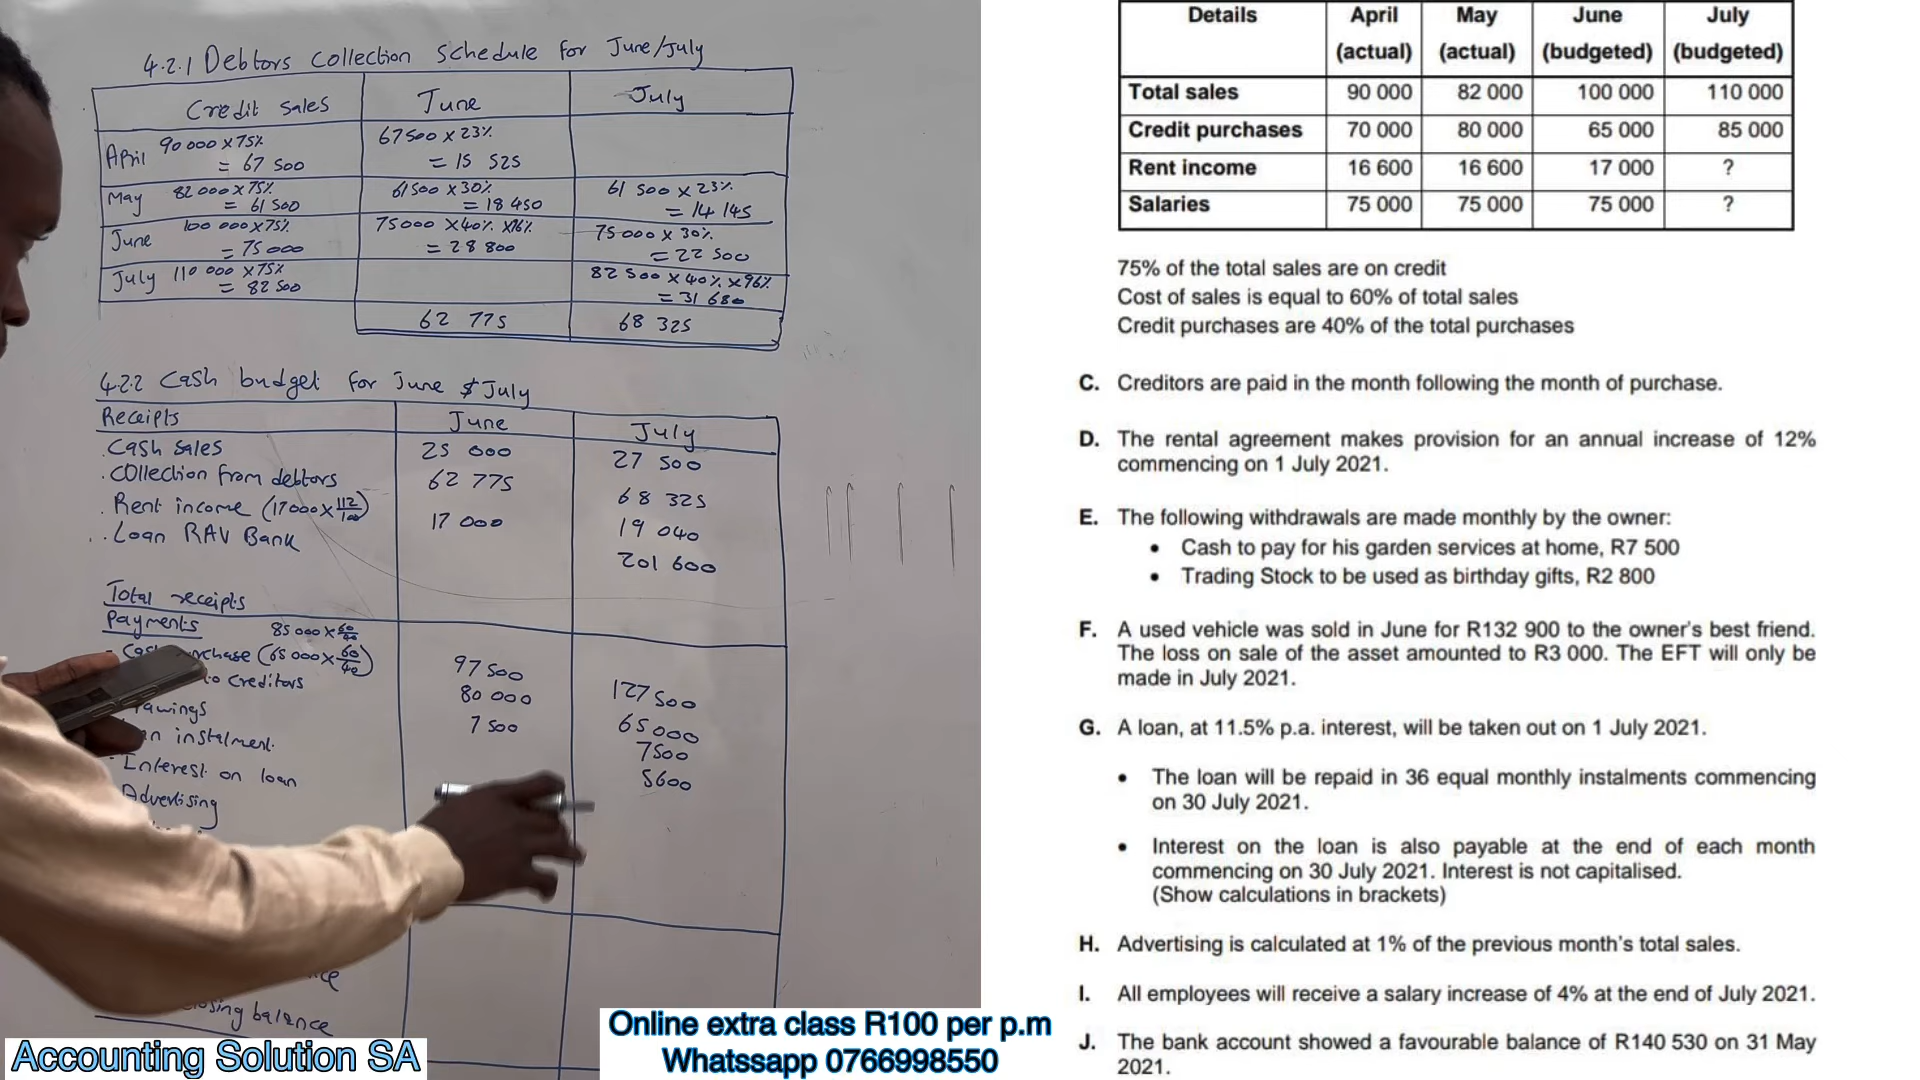 4.2.1 Debtors collection schedule for June/July
Credit sales June July
April 90 000 x 75% 67 500 x 23%
= 67 500 = 15 525
May 82 000 x 75% 61 500 x 30% 61 500 x 23%
= 61 500 = 18 450 = 14 145
June 100 000 x 75% 75 000 x 40% x 96% 75 000 x 30%
= 75 000 = 28 800 = 22 500
July 110 000 x 75% 82 500 x 40% x 96%
= 82 500 = 31 680
62 775 68 325
4.2.2 Cash budget for June $ July
Receipts June July
. Cash sales 25 000 27 500
. Collection from debtors 62 775 68 325
. Rent income (17 000 x 112/100) 17 000 19 040
. Loan RAV Bank 201 600
Total receipts
Payments 85 000 x 60/40
(65 000 x 60/40) 97 500 127 500
to Creditors 80 000 65 000
7 500 7500
instalment 5600
- Interest on loan
Advertising
balance
Details April (actual) May (actual) June (budgeted) July (budgeted)
Total sales 90 000 82 000 100 000 110 000
Credit purchases 70 000 80 000 65 000 85 000
Rent income 16 600 16 600 17 000 ?
Salaries 75 000 75 000 75 000 ?
75% of the total sales are on credit
Cost of sales is equal to 60% of total sales
Credit purchases are 40% of the total purchases
C. Creditors are paid in the month following the month of purchase.
D. The rental agreement makes provision for an annual increase of 12%
commencing on 1 July 2021.
E. The following withdrawals are made monthly by the owner:
• Cash to pay for his garden services at home, R7 500
• Trading Stock to be used as birthday gifts, R2 800
F. A used vehicle was sold in June for R132 900 to the owner's best friend.
The loss on sale of the asset amounted to R3 000. The EFT will only be
made in July 2021.
G. A loan, at 11.5% p.a. interest, will be taken out on 1 July 2021.
• The loan will be repaid in 36 equal monthly instalments commencing
on 30 July 2021.
• Interest on the loan is also payable at the end of each month
commencing on 30 July 2021. Interest is not capitalised.
(Show calculations in brackets)
H. Advertising is calculated at 1% of the previous month's total sales.
I. All employees will receive a salary increase of 4% at the end of July 2021.
J. The bank account showed a favourable balance of R140 530 on 31 May
2021.
Accounting Solution SA
Online extra class R100 per p.m
Whatssapp 0766998550